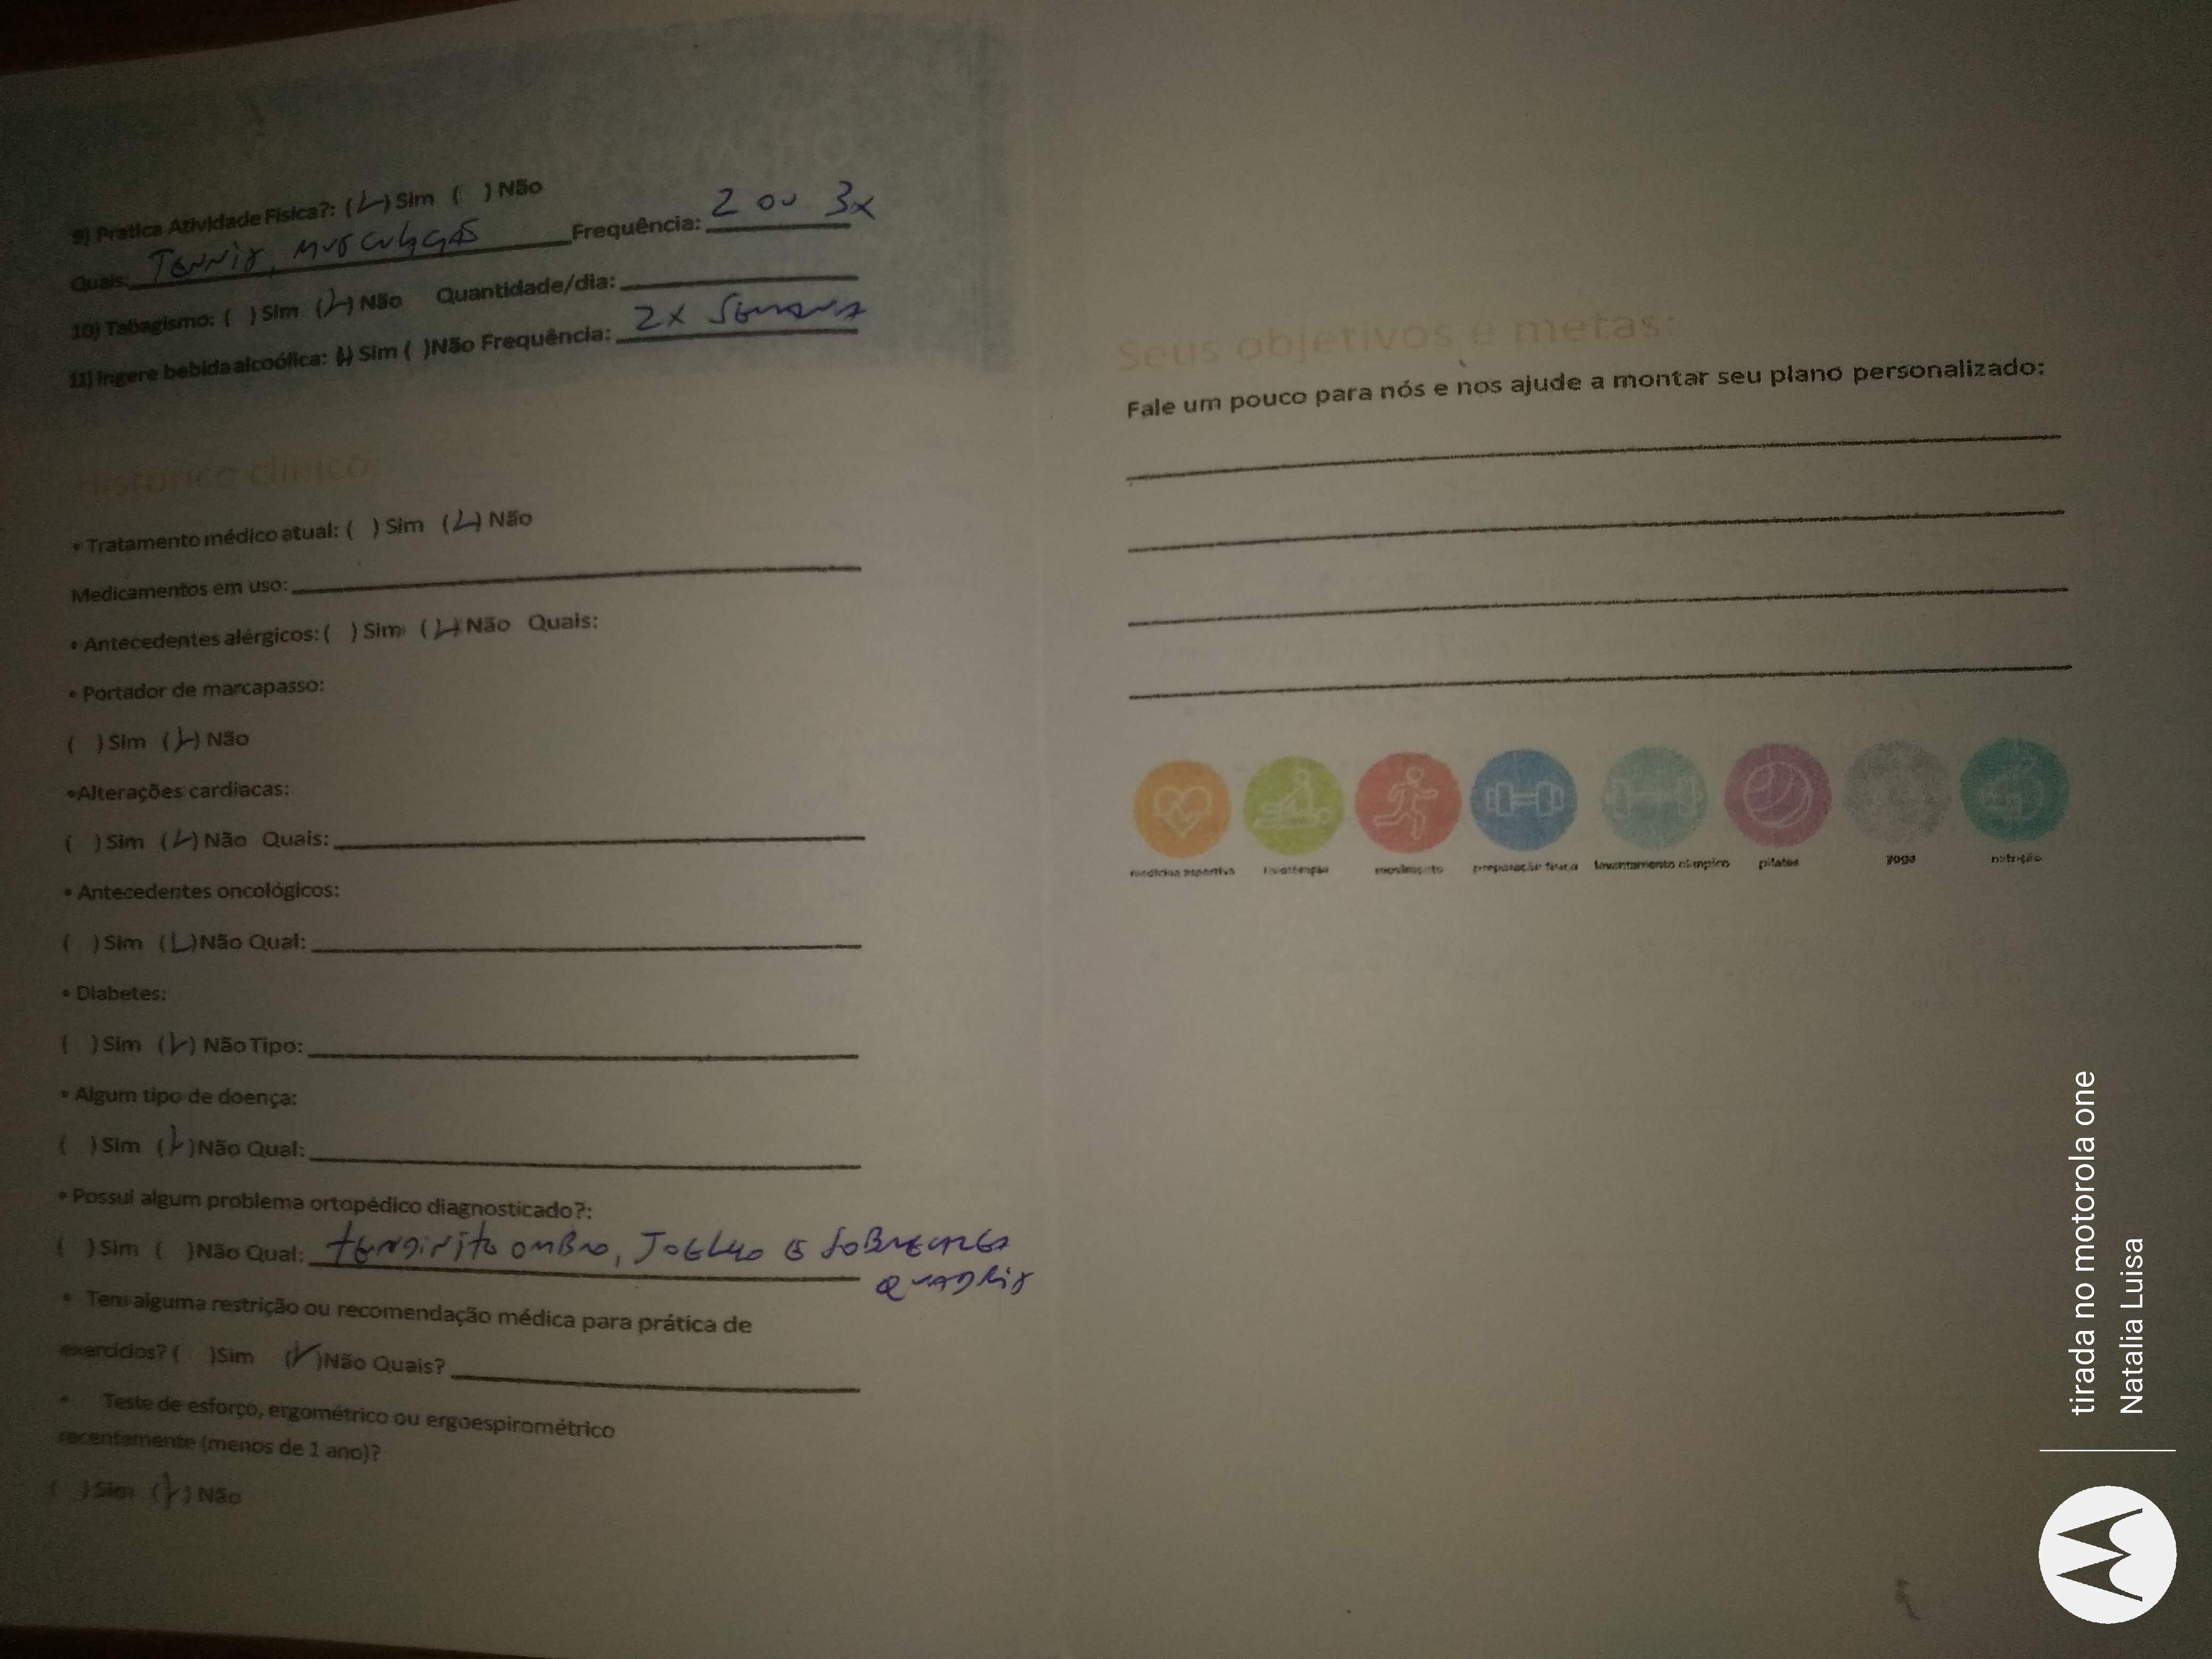 9) Pratica Atividade Física?: (X) Sim ( ) Não
Quais: Tennis, musculação Frequência: 2 ou 3x
10) Tabagismo: ( ) Sim (X) Não Quantidade/dia:
11) Ingere bebida alcoólica: (X) Sim ( )Não Frequência: 2x semana
Histórico clínico:
• Tratamento médico atual: ( ) Sim (X) Não
Medicamentos em uso:
• Antecedentes alérgicos: ( ) Sim (X) Não Quais:
• Portador de marcapasso:
( ) Sim (X) Não
•Alterações cardíacas:
( ) Sim (X) Não Quais:
• Antecedentes oncológicos:
( ) Sim (X)Não Qual:
• Diabetes:
( ) Sim (X) Não Tipo:
• Algum tipo de doença:
( ) Sim (X)Não Qual:
• Possui algum problema ortopédico diagnosticado?:
( ) Sim ( )Não Qual: tendinite ombro, Joelho e sobrecarga
quadris
• Tem alguma restrição ou recomendação médica para prática de
exercícios? ( )Sim (X)Não Quais?
• Teste de esforço, ergométrico ou ergoespirométrico
recentemente (menos de 1 ano)?
( ) Sim (X) Não
Seus objetivos e metas:
Fale um pouco para nós e nos ajude a montar seu plano personalizado:
medicina esportiva fisioterapia movimento preparação física levantamento olímpico pilates yoga nutrição
tirada no motorola one
Natalia Luisa